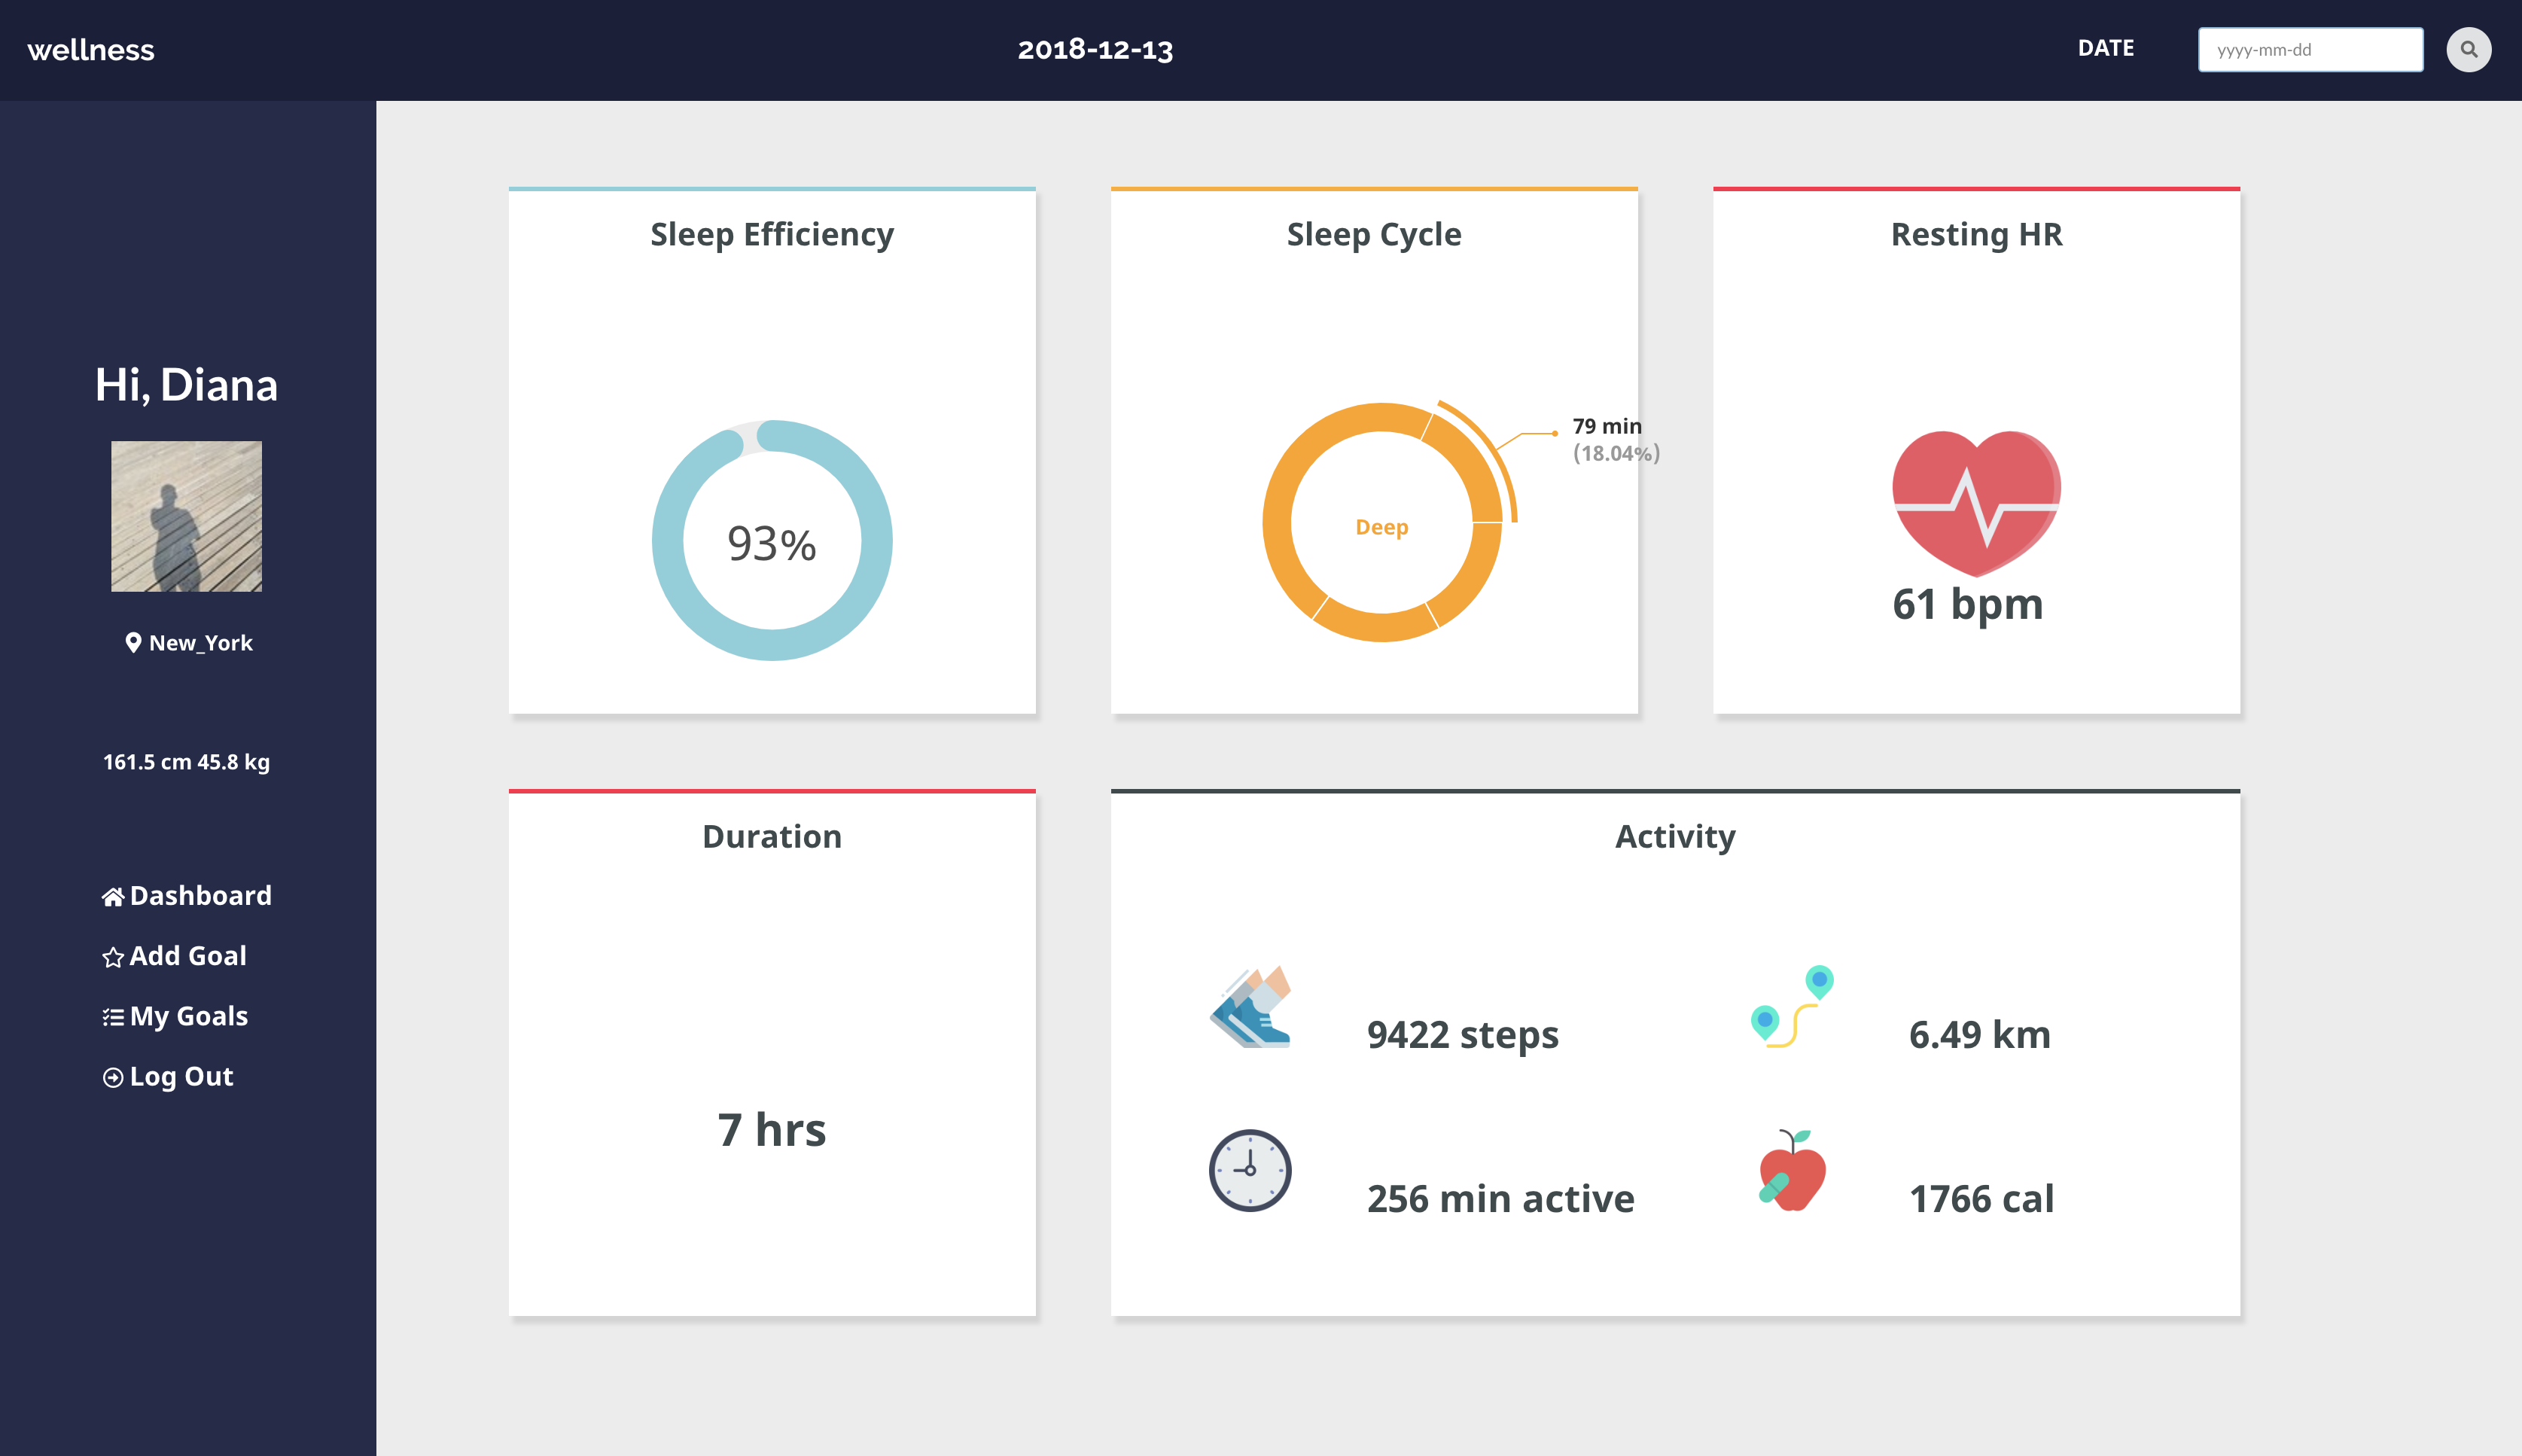 wellness
2018-12-13
DATE
yyyy-mm-dd
Hi, Diana
New_York
161.5 cm 45.8 kg
Dashboard
Add Goal
My Goals
Log Out
Sleep Efficiency
93%
Sleep Cycle
79 min
(18.04%)
Deep
Resting HR
61 bpm
Duration
7 hrs
Activity
9422 steps
6.49 km
256 min active
1766 cal